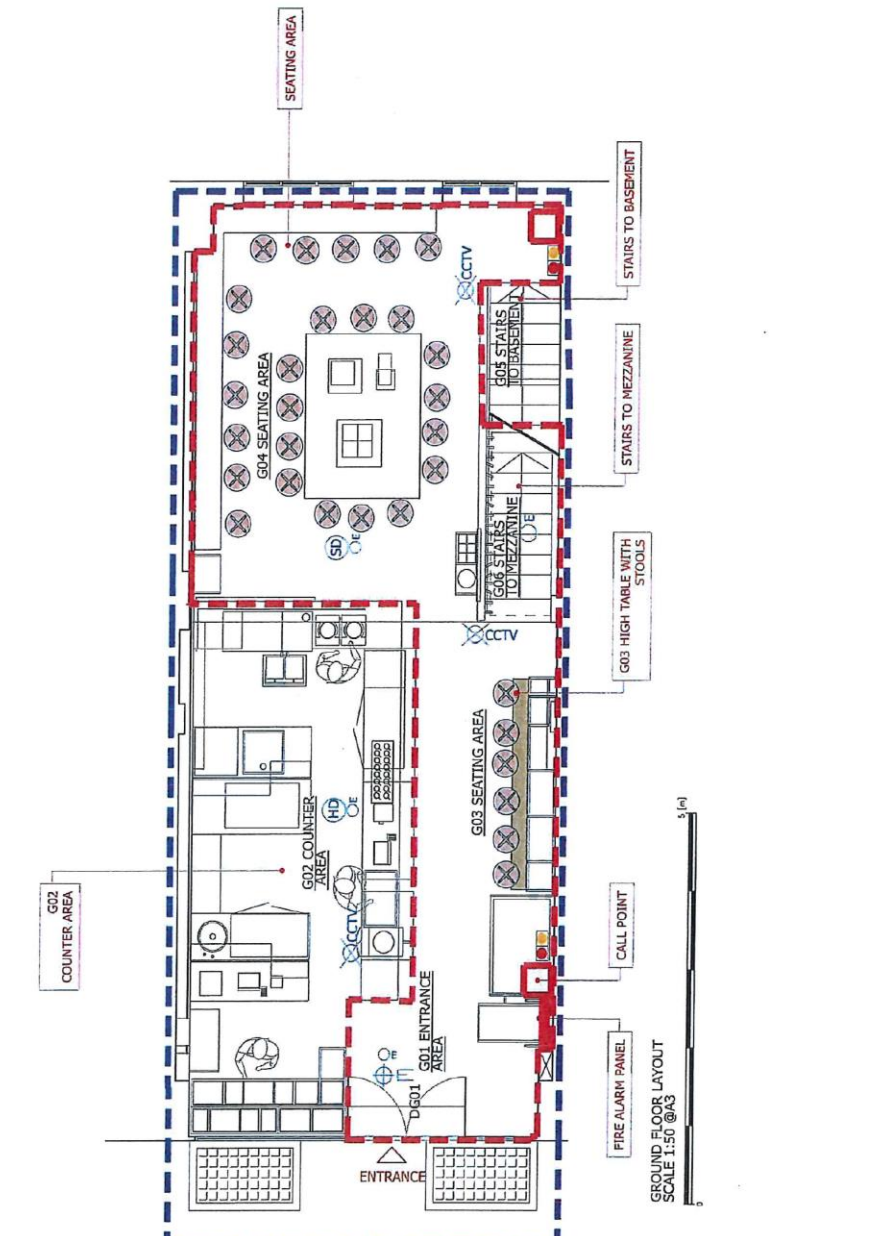 SEATING AREA
STAIRS TO BASEMENT
CCTV
G05 STAIRS
TO BASEMENT
G04 SEATING AREA
STAIRS TO MEZZANINE
SD
E
G06 STAIRS
TO MEZZANINE
E
CCTV
G03 HIGH TABLE WITH
STOOLS
G03 SEATING AREA
HD
E
G02 COUNTER
AREA
G02
COUNTER AREA
CCTV
CALL POINT
G01 ENTRANCE
AREA
E
E
DG01
FIRE ALARM PANEL
ENTRANCE
GROUND FLOOR LAYOUT
SCALE 1:50 @A3
0
5 [m]